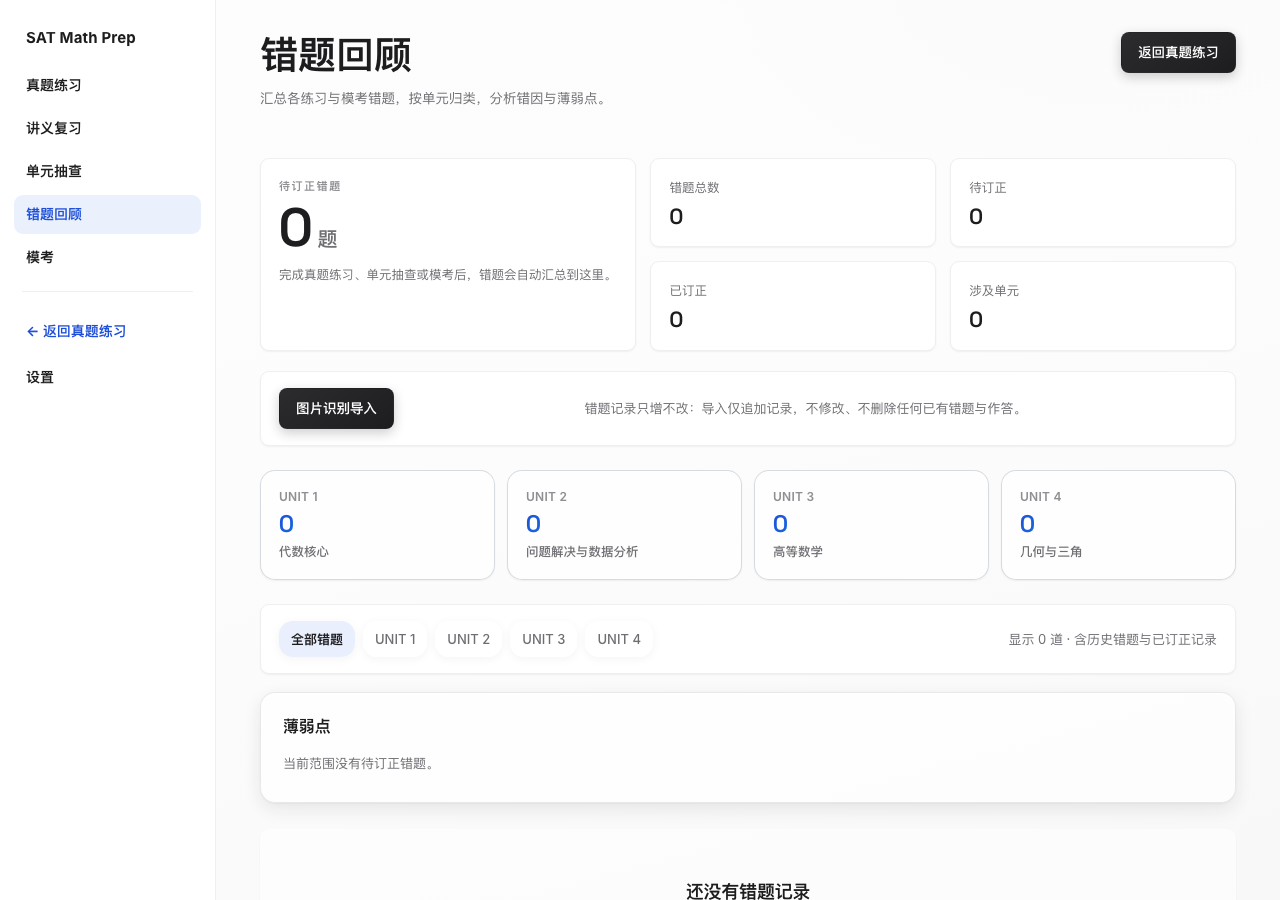 SAT Math Prep
真题练习
讲义复习
单元抽查
错题回顾
模考
← 返回真题练习
设置
错题回顾
汇总各练习与模考错题，按单元归类，分析错因与薄弱点。
返回真题练习
待订正错题
0 题
完成真题练习、单元抽查或模考后，错题会自动汇总到这里。
错题总数
0
待订正
0
已订正
0
涉及单元
0
图片识别导入
错题记录只增不改：导入仅追加记录，不修改、不删除任何已有错题与作答。
UNIT 1
0
代数核心
UNIT 2
0
问题解决与数据分析
UNIT 3
0
高等数学
UNIT 4
0
几何与三角
全部错题 UNIT 1 UNIT 2 UNIT 3 UNIT 4
显示 0 道 · 含历史错题与已订正记录
薄弱点
当前范围没有待订正错题。
还没有错题记录